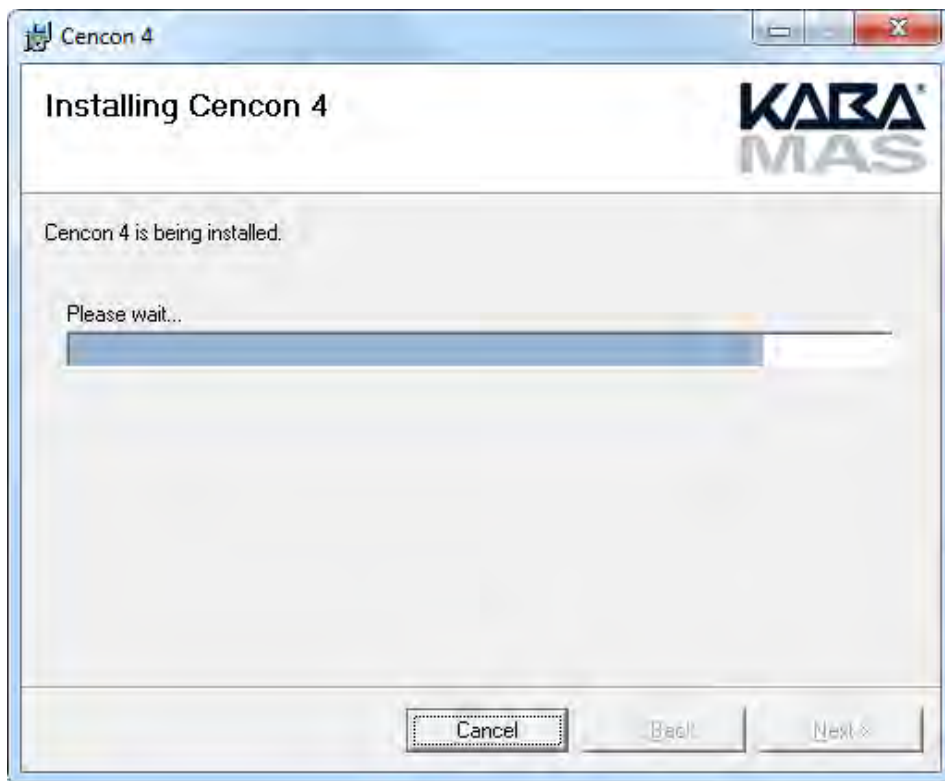 Cencon 4
Installing Cencon 4
KABA®
MAS
Cencon 4 is being installed.
Please wait...
Cancel
< Back
Next >